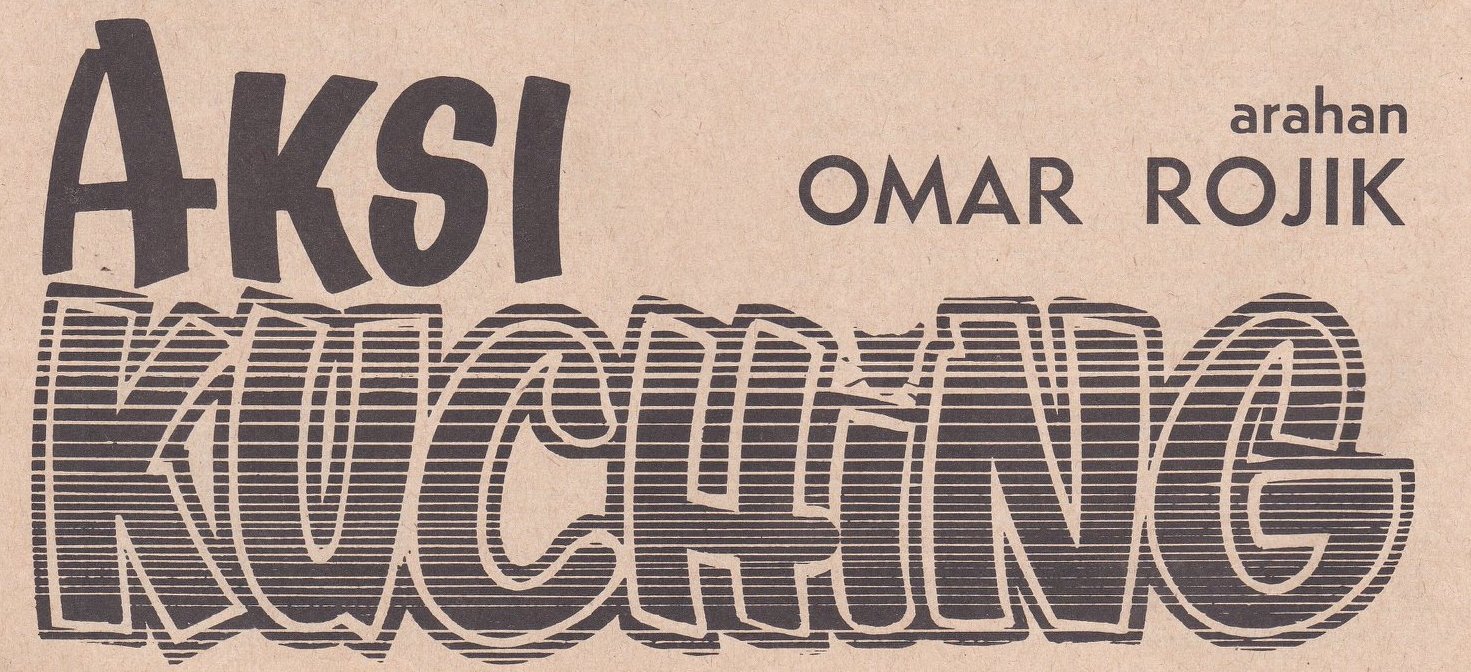 AKSI
KUCHiNG
arahan
OMAR ROJIK